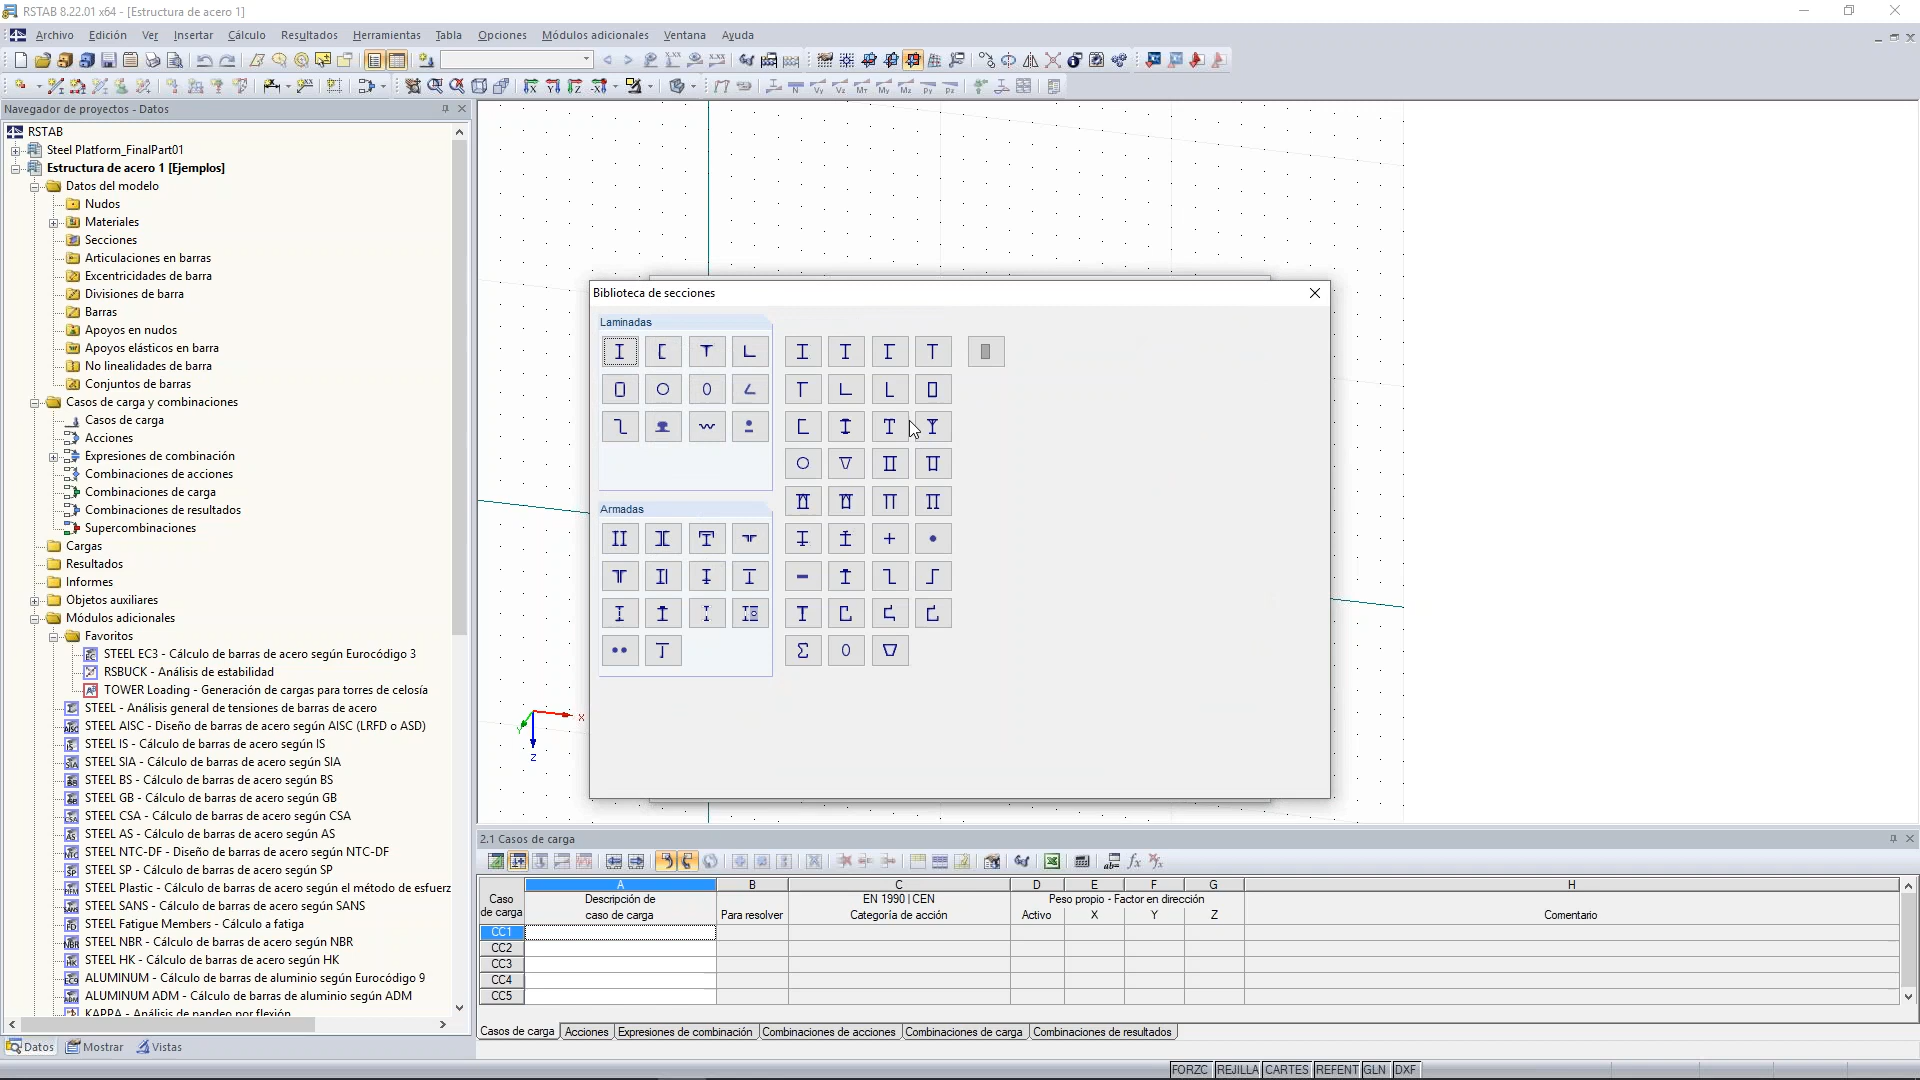 RSTAB 8.22.01 x64 - [Estructura de acero 1]
Archivo Edición Ver Insertar Cálculo Resultados Herramientas Tabla Opciones Módulos adicionales Ventana Ayuda
Navegador de proyectos - Datos
RSTAB
Steel Platform_FinalPart01
Estructura de acero 1 [Ejemplos]
Datos del modelo
Nudos
Materiales
Secciones
Articulaciones en barras
Excentricidades de barra
Divisiones de barra
Barras
Apoyos en nudos
Apoyos elásticos en barra
No linealidades de barra
Conjuntos de barras
Casos de carga y combinaciones
Casos de carga
Acciones
Expresiones de combinación
Combinaciones de acciones
Combinaciones de carga
Combinaciones de resultados
Supercombinaciones
Cargas
Resultados
Informes
Objetos auxiliares
Módulos adicionales
Favoritos
STEEL EC3 - Cálculo de barras de acero según Eurocódigo 3
RSBUCK - Análisis de estabilidad
TOWER Loading - Generación de cargas para torres de celosía
STEEL - Análisis general de tensiones de barras de acero
STEEL AISC - Diseño de barras de acero según AISC (LRFD o ASD)
STEEL IS - Cálculo de barras de acero según IS
STEEL SIA - Cálculo de barras de acero según SIA
STEEL BS - Cálculo de barras de acero según BS
STEEL GB - Cálculo de barras de acero según GB
STEEL CSA - Cálculo de barras de acero según CSA
STEEL AS - Cálculo de barras de acero según AS
STEEL NTC-DF - Diseño de barras de acero según NTC-DF
STEEL SP - Cálculo de barras de acero según SP
STEEL Plastic - Cálculo de barras de acero según el método de esfuerz
STEEL SANS - Cálculo de barras de acero según SANS
STEEL Fatigue Members - Cálculo a fatiga
STEEL NBR - Cálculo de barras de acero según NBR
STEEL HK - Cálculo de barras de acero según HK
ALUMINUM - Cálculo de barras de aluminio según Eurocódigo 9
ALUMINUM ADM - Cálculo de barras de aluminio según ADM
KAPPA - Análisis de pandeo por flexión
Datos Mostrar Vistas
Biblioteca de secciones
Laminadas
Armadas
X
Y
Z
2.1 Casos de carga
A B C D E F G H
Caso Descripción de EN 1990 | CEN Peso propio - Factor en dirección
de carga caso de carga Para resolver Categoría de acción Activo X Y Z Comentario
CC1
CC2
CC3
CC4
CC5
Casos de carga Acciones Expresiones de combinación Combinaciones de acciones Combinaciones de carga Combinaciones de resultados
FORZC REJILLA CARTES REFENT GLN DXF